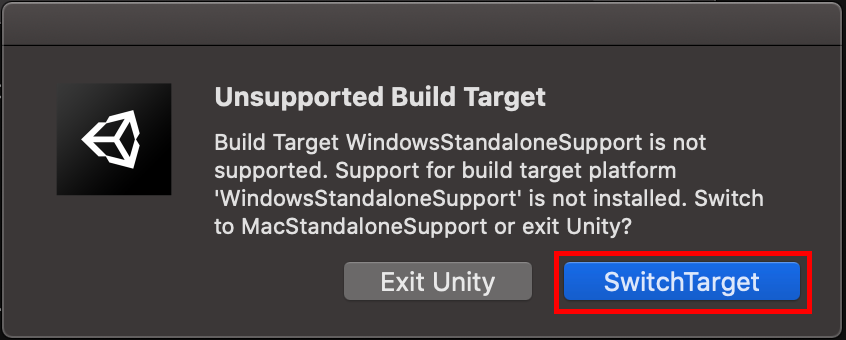 Unsupported Build Target
Build Target WindowsStandaloneSupport is not
supported. Support for build target platform
'WindowsStandaloneSupport' is not installed. Switch
to MacStandaloneSupport or exit Unity?
Exit Unity
SwitchTarget